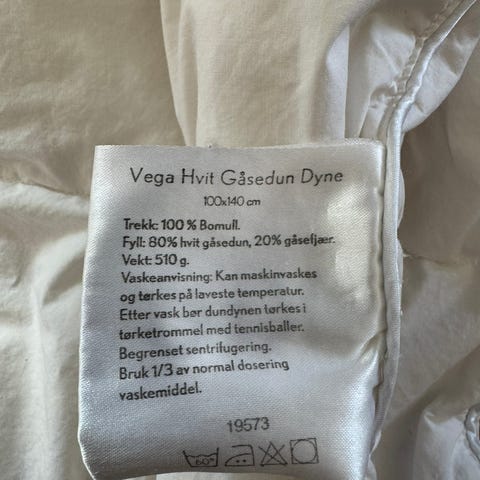 Vega Hvit Gåsedun Dyne
100x140 cm
Trekk: 100 % Bomull.
Fyll: 80% hvit gåsedun, 20% gåsefjær.
Vekt: 510 g.
Vaskeanvisning: Kan maskinvaskes
og tørkes på laveste temperatur.
Etter vask bør dundynen tørkes i
tørketrommel med tennisballer.
Begrenset sentrifugering.
Bruk 1/3 av normal dosering
vaskemiddel.
19573
60°